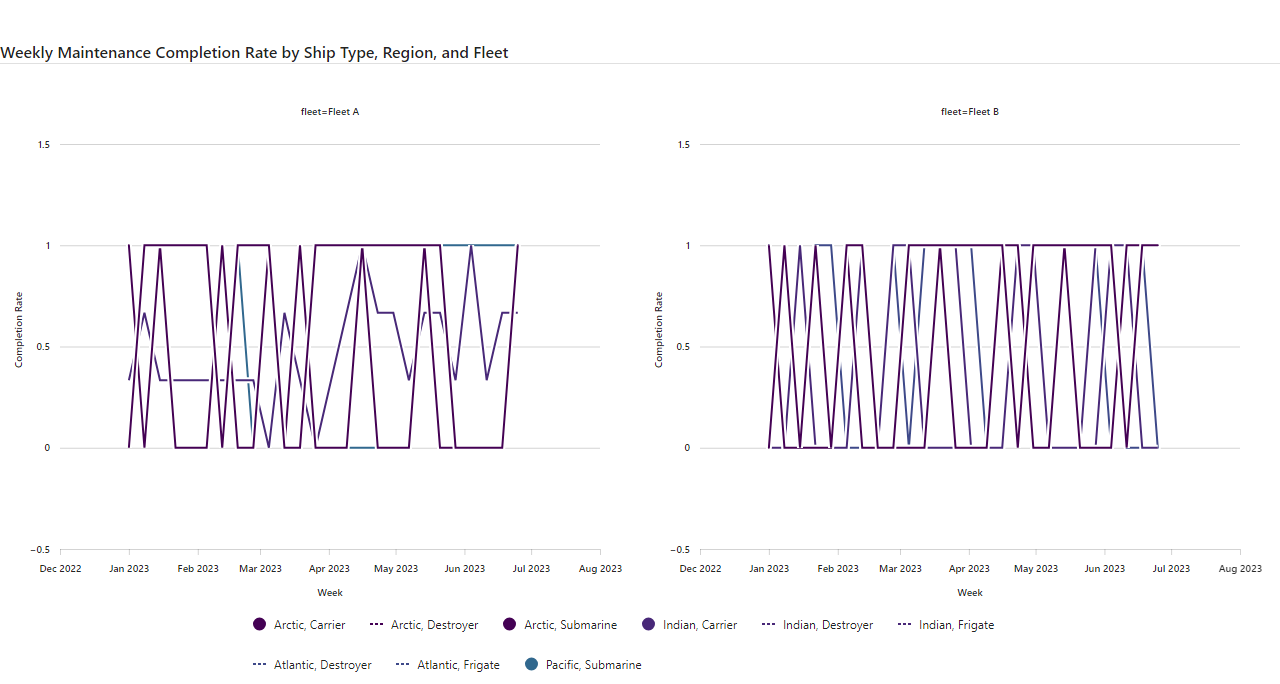 Weekly Maintenance Completion Rate by Ship Type, Region, and Fleet
fleet=Fleet A
1.5
1
0.5
0
−0.5
Completion Rate
Dec 2022 Jan 2023 Feb 2023 Mar 2023 Apr 2023 May 2023 Jun 2023 Jul 2023 Aug 2023
Week
fleet=Fleet B
1.5
1
0.5
0
−0.5
Completion Rate
Dec 2022 Jan 2023 Feb 2023 Mar 2023 Apr 2023 May 2023 Jun 2023 Jul 2023 Aug 2023
Week
Arctic, Carrier Arctic, Destroyer Arctic, Submarine Indian, Carrier Indian, Destroyer Indian, Frigate
Atlantic, Destroyer Atlantic, Frigate Pacific, Submarine